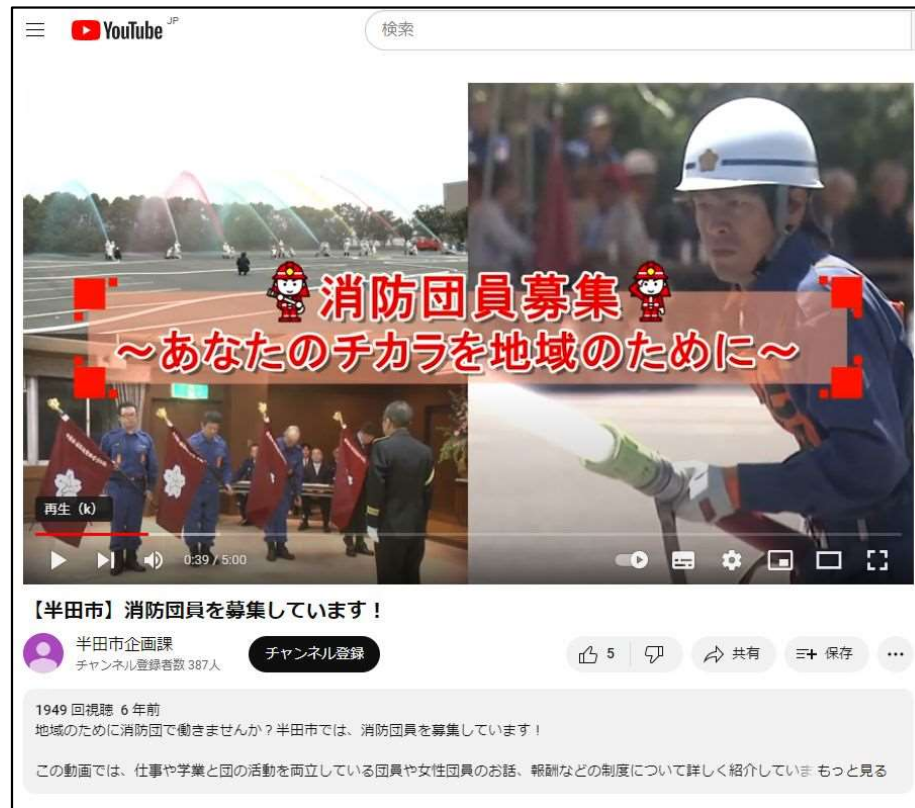 YouTube JP
検索
消防団員募集
～あなたのチカラを地域のために～
再生（k）
0:39 / 5:00
【半田市】消防団員を募集しています！
半田市企画課
チャンネル登録者数 387人
チャンネル登録
5
共有
保存
1949 回視聴 6 年前
地域のために消防団で働きませんか？半田市では、消防団員を募集しています！
この動画では、仕事や学業と団の活動を両立している団員や女性団員のお話、報酬などの制度について詳しく紹介していま もっと見る